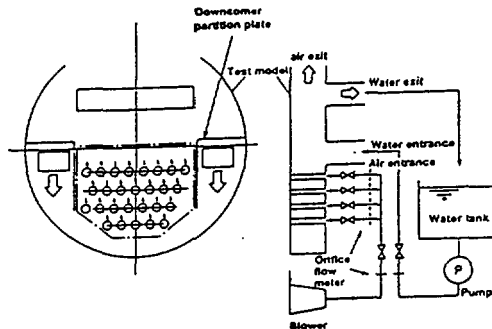 Downcomer
partition plate
air exit
Test model
Water exit
Water entrance
Air entrance
Water tank
Orifice
flow
meter
P
Pump
Blower